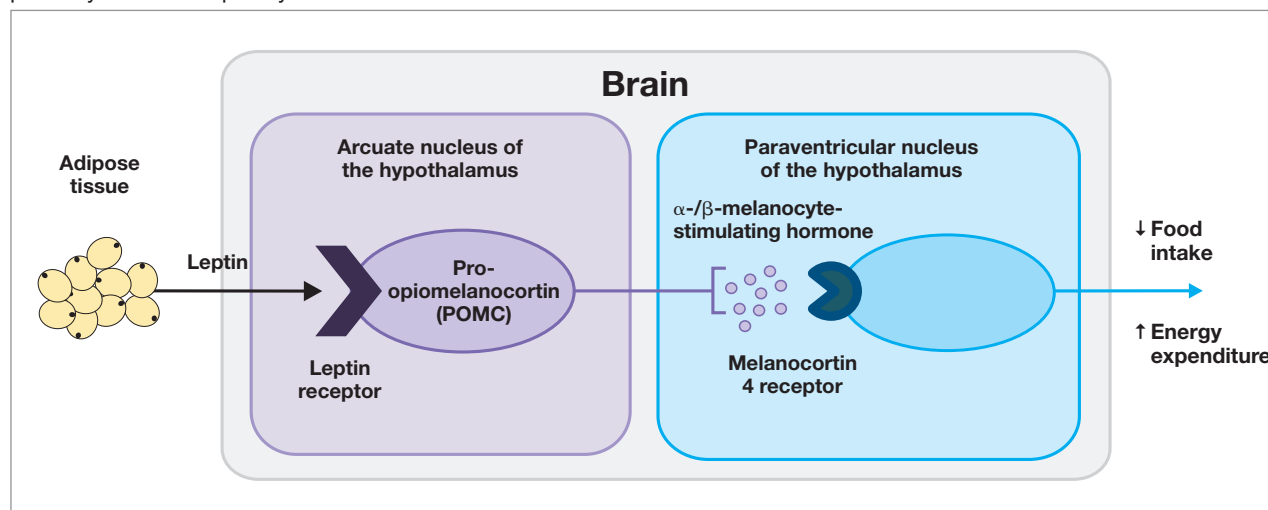 Brain
Adipose
tissue
Leptin
Arcuate nucleus of
the hypothalamus
Pro-
opiomelanocortin
(POMC)
Leptin
receptor
Paraventricular nucleus
of the hypothalamus
α-/β-melanocyte-
stimulating hormone
Melanocortin
4 receptor
↓ Food
intake
↑ Energy
expenditure